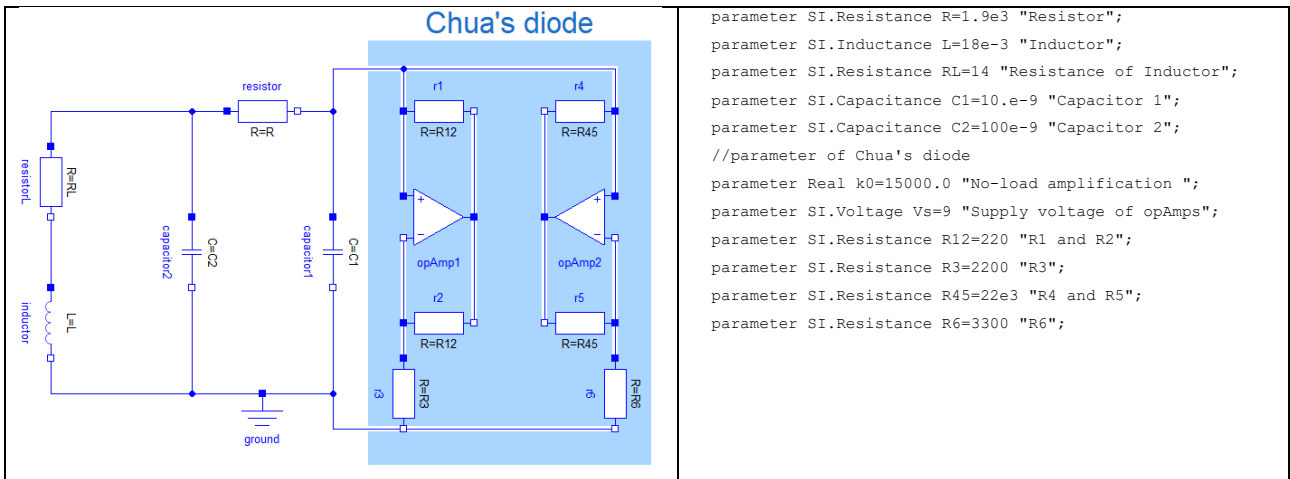 Chua's diode
resistor
R=R
R=RL
resistorL
L=L
inductor
C=C2
capacitor2
C=C1
capacitor1
ground
r1
R=R12
+
−
opAmp1
r2
R=R12
R=R3
r3
r4
R=R45
+
−
opAmp2
r5
R=R45
R=R6
r6
parameter SI.Resistance R=1.9e3 "Resistor";
parameter SI.Inductance L=18e-3 "Inductor";
parameter SI.Resistance RL=14 "Resistance of Inductor";
parameter SI.Capacitance C1=10.e-9 "Capacitor 1";
parameter SI.Capacitance C2=100e-9 "Capacitor 2";
//parameter of Chua's diode
parameter Real k0=15000.0 "No-load amplification ";
parameter SI.Voltage Vs=9 "Supply voltage of opAmps";
parameter SI.Resistance R12=220 "R1 and R2";
parameter SI.Resistance R3=2200 "R3";
parameter SI.Resistance R45=22e3 "R4 and R5";
parameter SI.Resistance R6=3300 "R6";